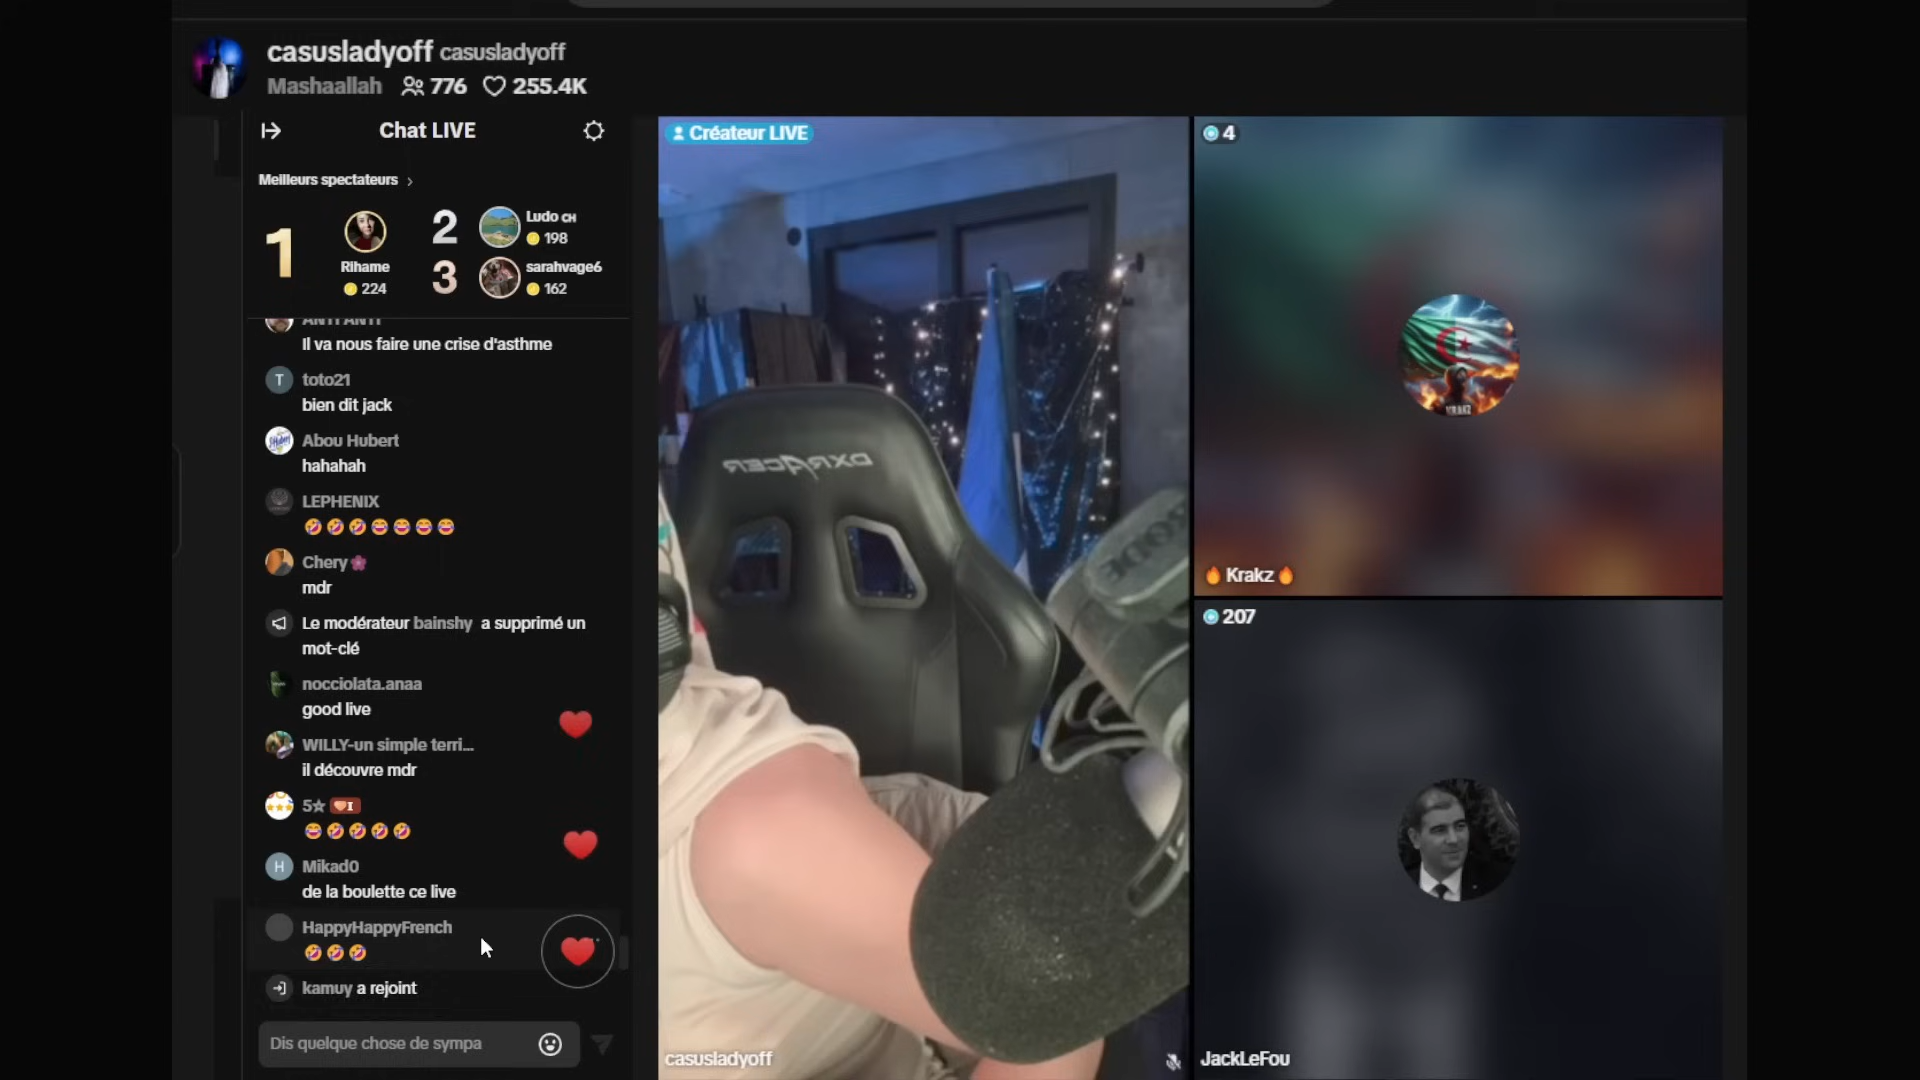 casusladyoff casusladyoff
Mashaallah 776 255.4K
Chat LIVE
Meilleurs spectateurs
1
Rihame
224
2
Ludo CH
198
3
sarahvage6
162
ANTI ANTI
Il va nous faire une crise d'asthme
T toto21
bien dit jack
Abou Hubert
hahahah
LEPHENIX
Chery
mdr
Le modérateur bainshy a supprimé un
mot-clé
nocciolata.anaa
good live
WILLY-un simple terri...
il découvre mdr
5☆ I
H Mikad0
de la boulette ce live
HappyHappyFrench
kamuy a rejoint
Dis quelque chose de sympa
Créateur LIVE
DXRACER
RODE
casusladyoff
4
KRAKZ
Krakz
207
JackLeFou